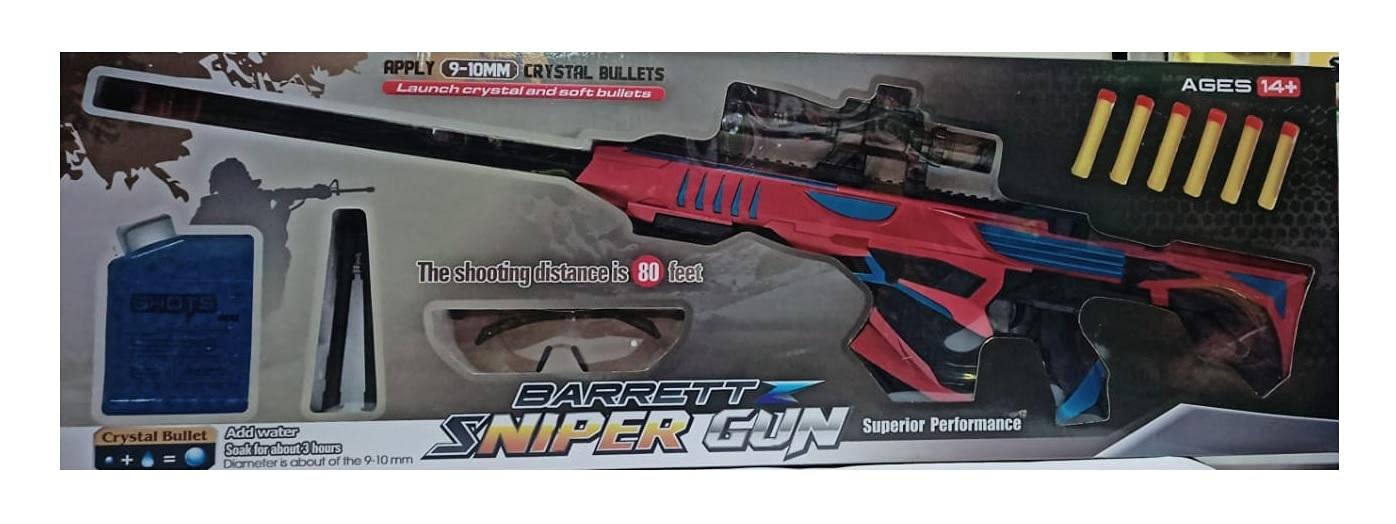 APPLY 9-10MM CRYSTAL BULLETS
Launch crystal and soft bullets
AGES 14+
SHOTS
The shooting distance is 80 feet
BARRETT
SNIPER GUN
Superior Performance
Crystal Bullet
+ =
Add water
Soak for about 3 hours
Diameter is about of the 9-10 mm